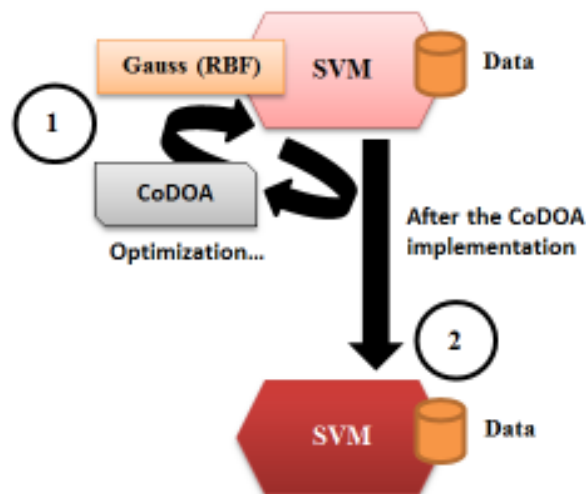 Gauss (RBF)
SVM
Data
1
CoDOA
Optimization...
After the CoDOA
implementation
2
SVM
Data